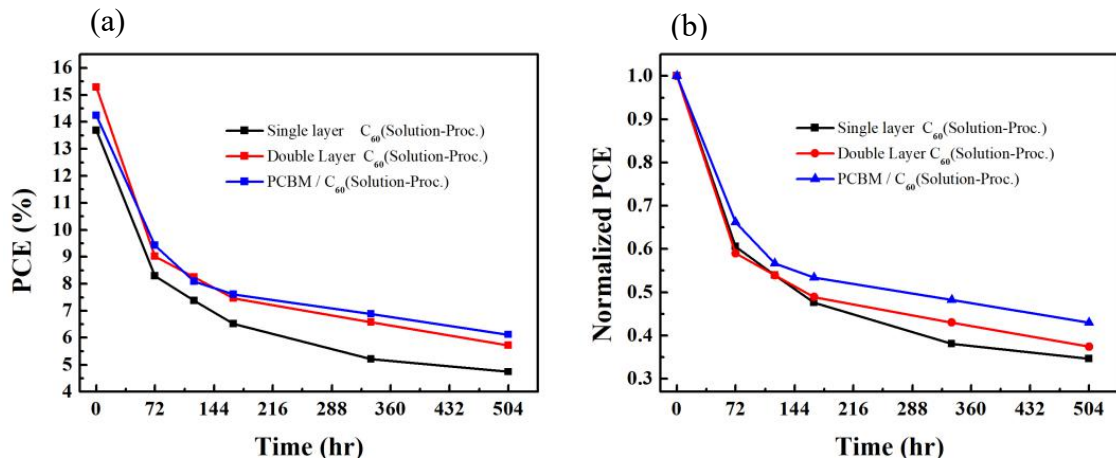 (a)
16
15
14
13
12
11
10
9
8
7
6
5
4
PCE (%)
Single layer C60(Solution-Proc.)
Double Layer C60(Solution-Proc.)
PCBM / C60(Solution-Proc.)
0 72 144 216 288 360 432 504
Time (hr)
(b)
1.0
0.9
0.8
0.7
0.6
0.5
0.4
0.3
Normalized PCE
Single layer C60(Solution-Proc.)
Double Layer C60(Solution-Proc.)
PCBM / C60(Solution-Proc.)
0 72 144 216 288 360 432 504
Time (hr)